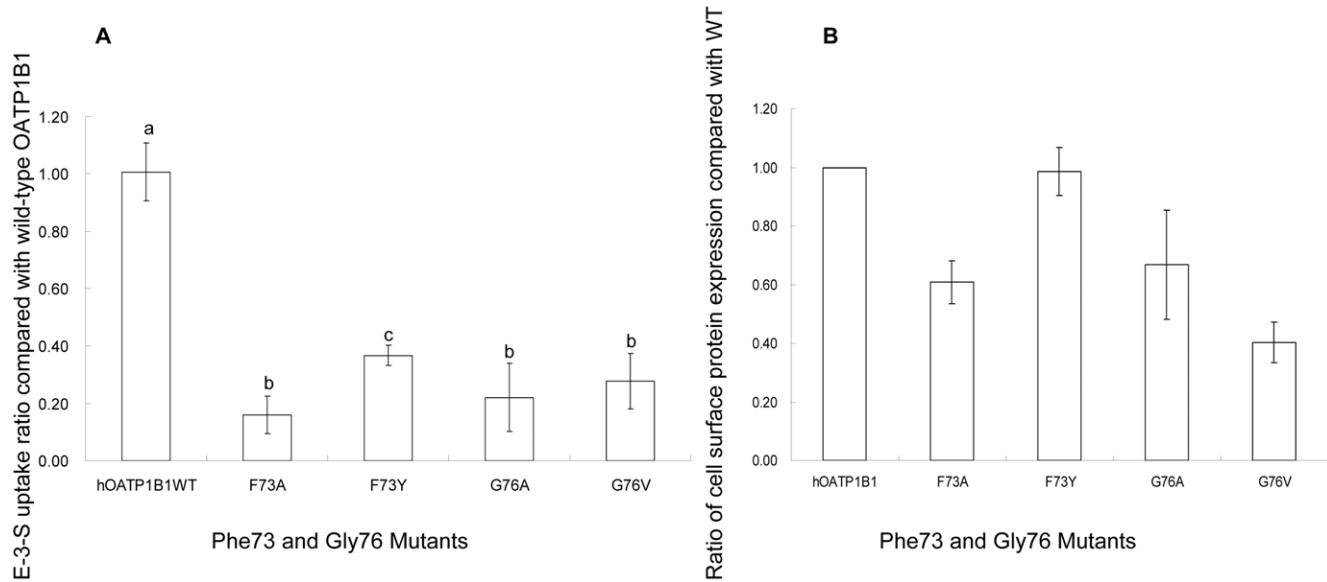 A
E-3-S uptake ratio compared with wild-type OATP1B1
1.20
1.00
0.80
0.60
0.40
0.20
0.00
a
b
c
b
b
hOATP1B1WT F73A F73Y G76A G76V
Phe73 and Gly76 Mutants
B
Ratio of cell surface protein expression compared with WT
1.20
1.00
0.80
0.60
0.40
0.20
0.00
hOATP1B1 F73A F73Y G76A G76V
Phe73 and Gly76 Mutants